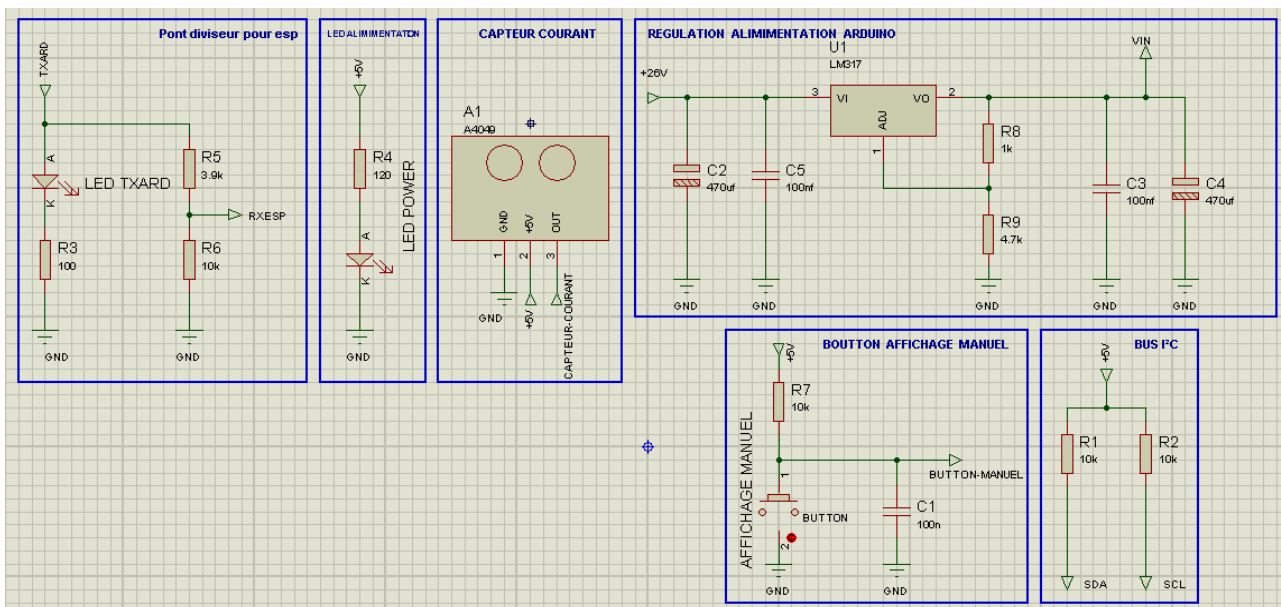 Pont diviseur pour esp
TXARD
A
LED TXARD
K
R3
100
GND
R5
3.9k
RXESP
R6
10k
GND
LED ALIMIMENTATION
+5V
R4
120
LED POWER
A
K
GND
CAPTEUR COURANT
A1
A4049
GND
+5V
OUT
1
2
3
GND
+5V
CAPTEUR-COURANT
REGULATION ALIMIMENTATION ARDUINO
U1
LM317
VIN
+26V
3
VI
VO
2
ADJ
1
C2
470uf
C5
100nf
R8
1k
R9
4.7k
C3
100nf
C4
470uf
GND
GND
GND
GND
GND
BOUTTON AFFICHAGE MANUEL
+5V
R7
10k
AFFICHAGE MANUEL
1
BUTTON-MANUEL
BUTTON
2
C1
100n
GND
GND
BUS I²C
+5V
R1
10k
R2
10k
SDA
SCL